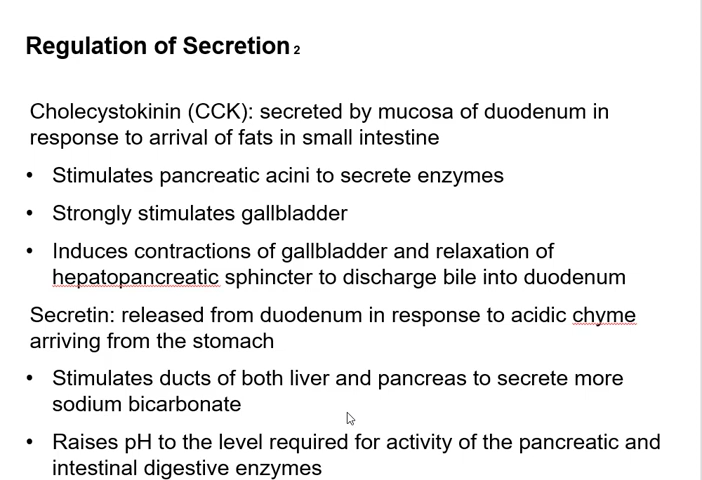 Regulation of Secretion 2
Cholecystokinin (CCK): secreted by mucosa of duodenum in
response to arrival of fats in small intestine
• Stimulates pancreatic acini to secrete enzymes
• Strongly stimulates gallbladder
• Induces contractions of gallbladder and relaxation of
hepatopancreatic sphincter to discharge bile into duodenum
Secretin: released from duodenum in response to acidic chyme
arriving from the stomach
• Stimulates ducts of both liver and pancreas to secrete more
sodium bicarbonate
• Raises pH to the level required for activity of the pancreatic and
intestinal digestive enzymes